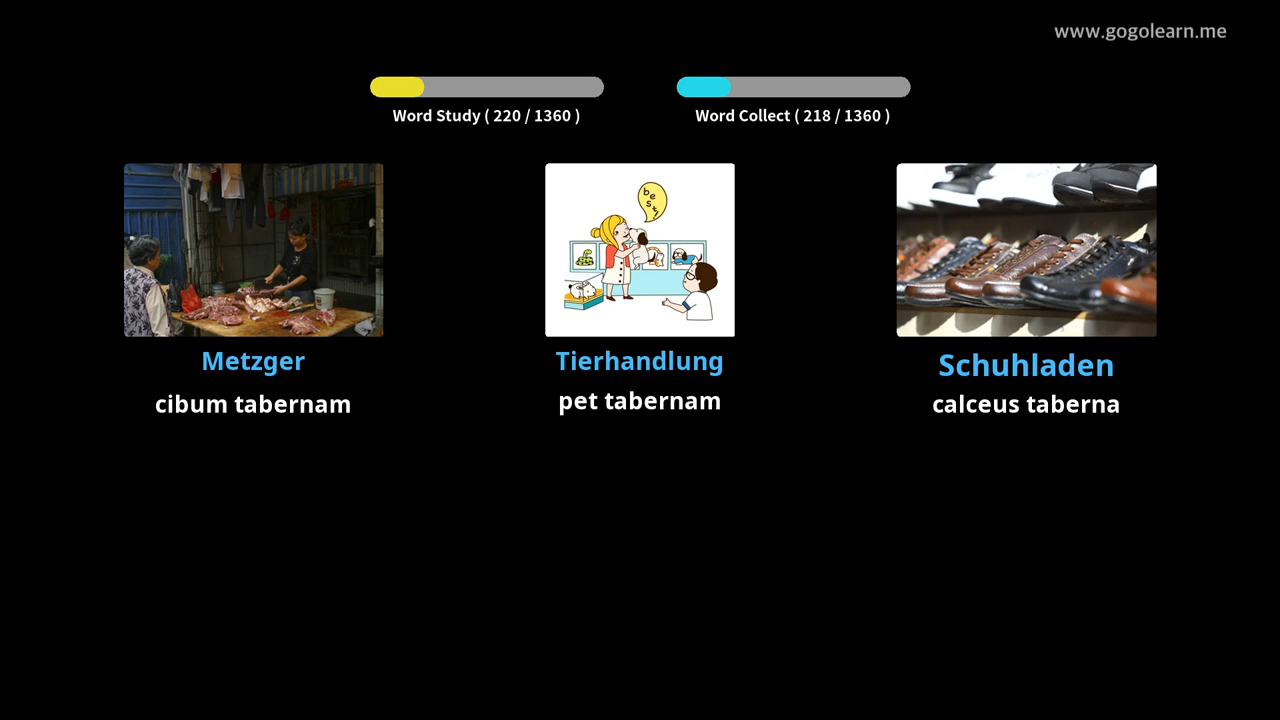 www.gogolearn.me
Word Study ( 220 / 1360 )
Word Collect ( 218 / 1360 )
best
Metzger
Tierhandlung
Schuhladen
cibum tabernam
pet tabernam
calceus taberna